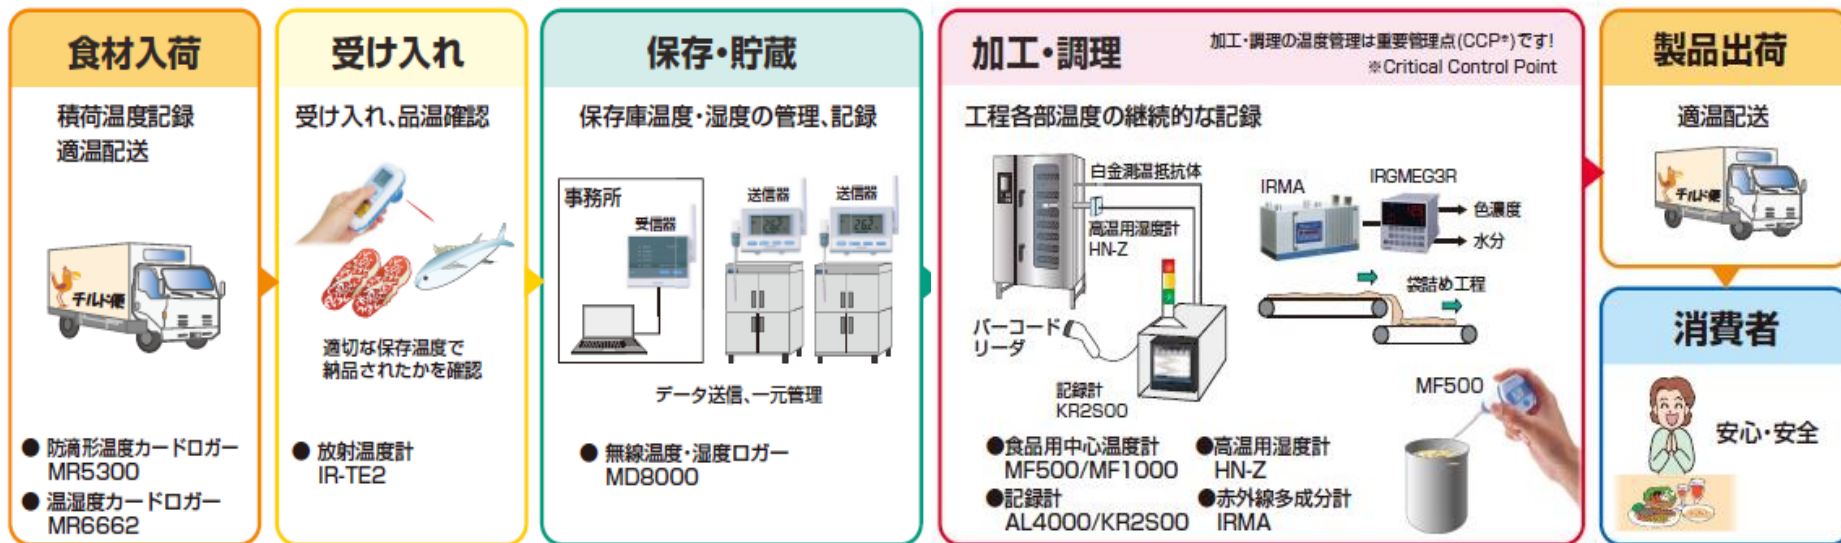 食材入荷
積荷温度記録
適温配送
チルド便
● 防滴形温度カードロガー
MR5300
● 温湿度カードロガー
MR6662
受け入れ
受け入れ、品温確認
適切な保存温度で
納品されたかを確認
● 放射温度計
IR-TE2
保存・貯蔵
保存庫温度・湿度の管理、記録
事務所
受信器
送信器
送信器
データ送信、一元管理
● 無線温度・湿度ロガー
MD8000
加工・調理
加工・調理の温度管理は重要管理点(CCP*)です!
※Critical Control Point
工程各部温度の継続的な記録
白金測温抵抗体
高温用湿度計
HN-Z
バーコード
リーダ
記録計
KR2S00
IRMA
IRGMEG3R
色濃度
水分
袋詰め工程
MF500
●食品用中心温度計
MF500/MF1000
●記録計
AL4000/KR2S00
●高温用湿度計
HN-Z
●赤外線多成分計
IRMA
製品出荷
適温配送
チルド便
消費者
安心・安全